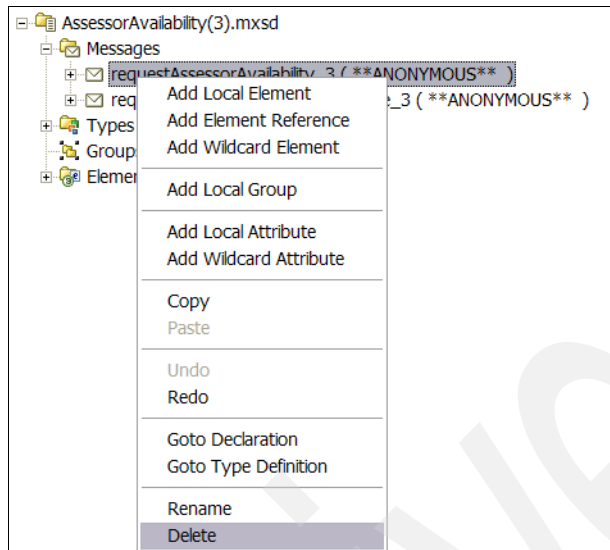 AssessorAvailability(3).mxsd
Messages
requestAssessorAvailability_3 ( **ANONYMOUS** )
req _3 ( **ANONYMOUS** )
Types
Group
Elemen
Add Local Element
Add Element Reference
Add Wildcard Element
Add Local Group
Add Local Attribute
Add Wildcard Attribute
Copy
Paste
Undo
Redo
Goto Declaration
Goto Type Definition
Rename
Delete